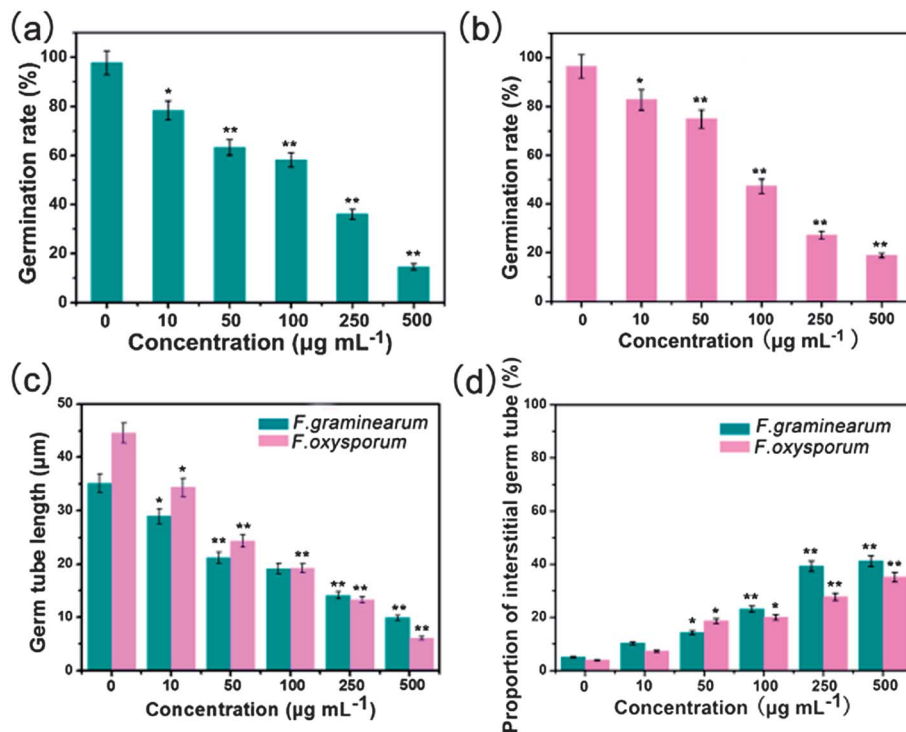 (a)
Germination rate (%)
100
80
60
40
20
0
*
**
**
**
**
0 10 50 100 250 500
Concentration (µg mL⁻¹)
(b)
Germination rate (%)
100
80
60
40
20
0
*
**
**
**
**
0 10 50 100 250 500
Concentration (µg mL⁻¹)
(c)
Germ tube length (µm)
50
40
30
20
10
0
F.graminearum
F.oxysporum
* *
** **
**
** **
** **
0 10 50 100 250 500
Concentration (µg mL⁻¹)
(d)
Proportion of interstitial germ tube (%)
100
80
60
40
20
0
F.graminearum
F.oxysporum
* *
** *
** **
** **
0 10 50 100 250 500
Concentration (µg mL⁻¹)